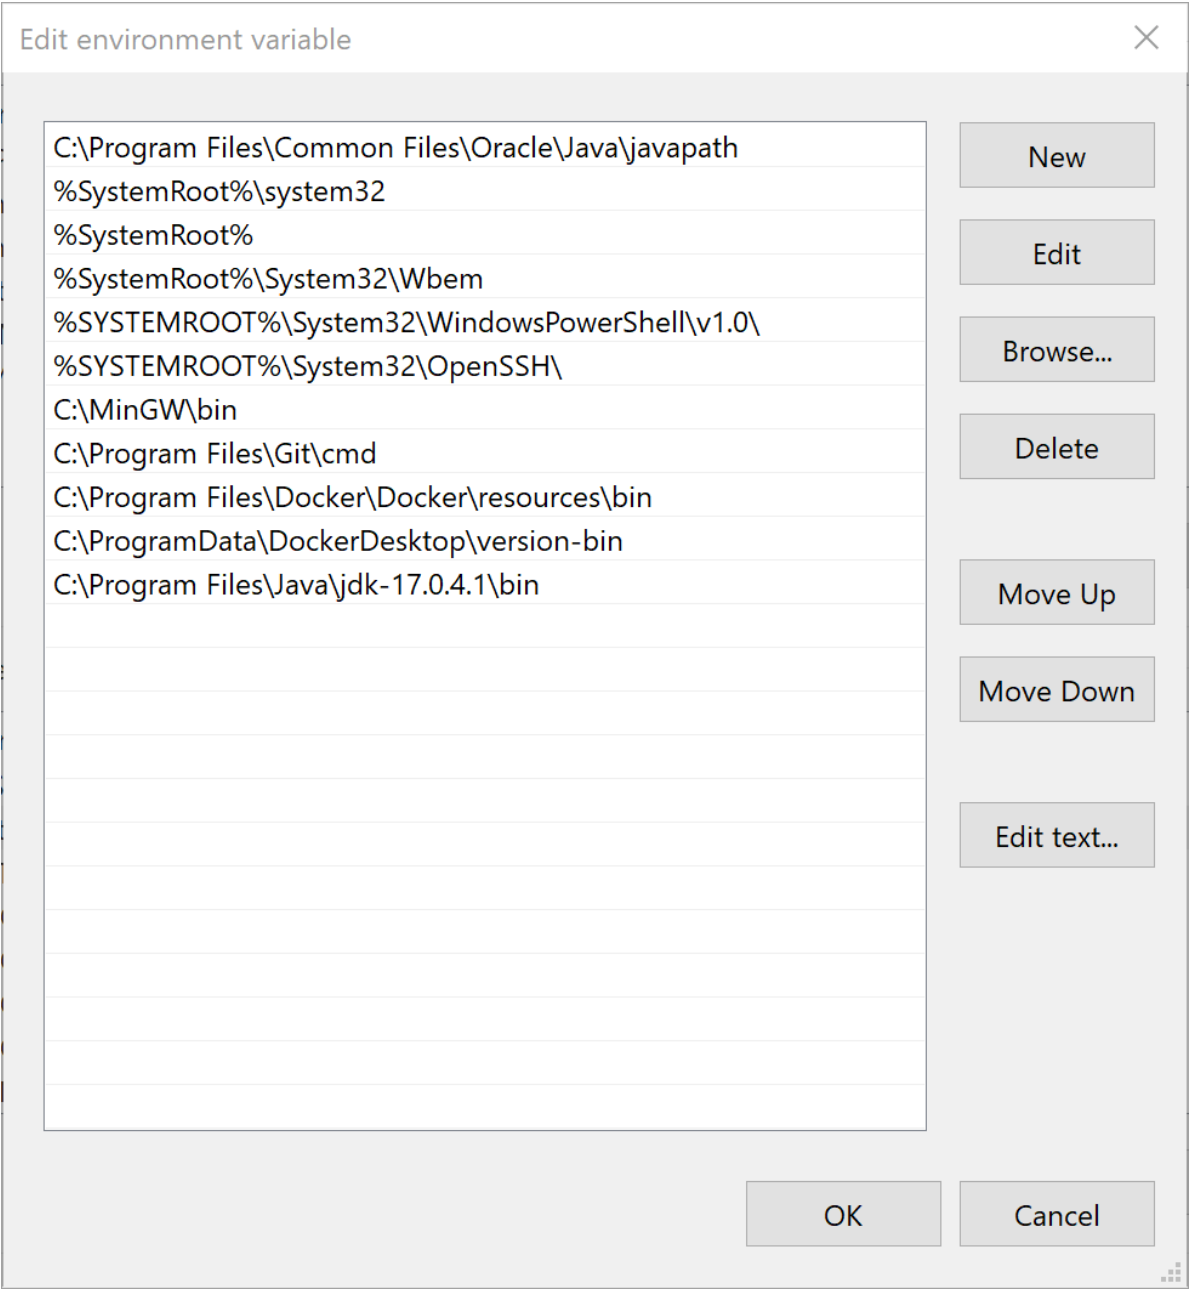 Edit environment variable
C:\Program Files\Common Files\Oracle\Java\javapath
%SystemRoot%\system32
%SystemRoot%
%SystemRoot%\System32\Wbem
%SYSTEMROOT%\System32\WindowsPowerShell\v1.0\
%SYSTEMROOT%\System32\OpenSSH\
C:\MinGW\bin
C:\Program Files\Git\cmd
C:\Program Files\Docker\Docker\resources\bin
C:\ProgramData\DockerDesktop\version-bin
C:\Program Files\Java\jdk-17.0.4.1\bin
New
Edit
Browse...
Delete
Move Up
Move Down
Edit text...
OK
Cancel